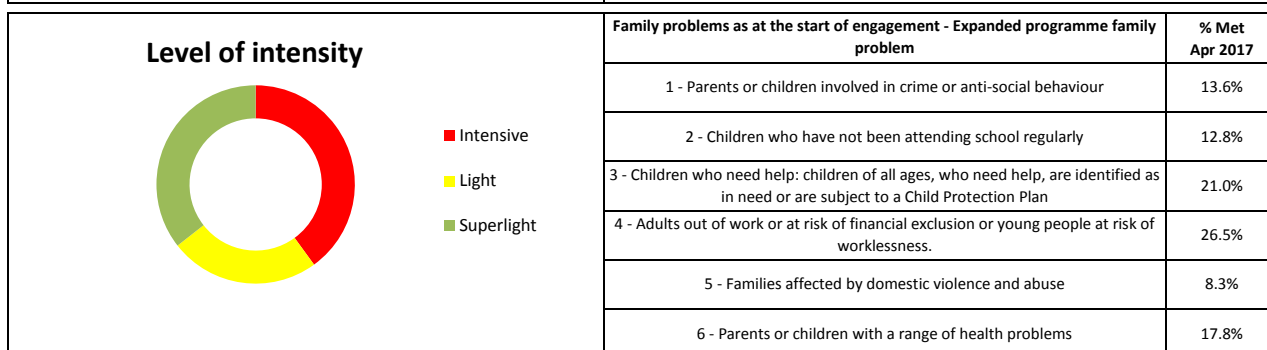 Level of intensity
Intensive
Light
Superlight
Family problems as at the start of engagement - Expanded programme family
problem
% Met
Apr 2017
1 - Parents or children involved in crime or anti-social behaviour
13.6%
2 - Children who have not been attending school regularly
12.8%
3 - Children who need help: children of all ages, who need help, are identified as
in need or are subject to a Child Protection Plan
21.0%
4 - Adults out of work or at risk of financial exclusion or young people at risk of
worklessness.
26.5%
5 - Families affected by domestic violence and abuse
8.3%
6 - Parents or children with a range of health problems
17.8%